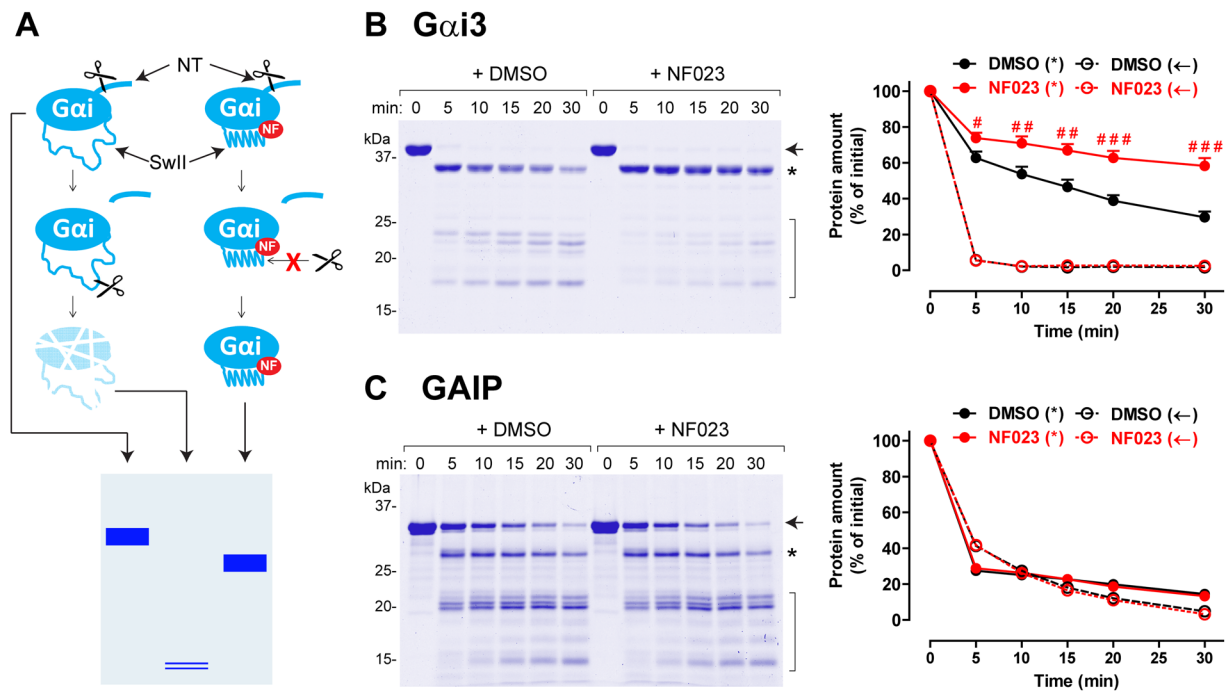 A
NT
Gαi
Gαi
NF
SwII
Gαi
Gαi
NF
X
Gαi
NF
B Gαi3
+ DMSO + NF023
min: 0 5 10 15 20 30 0 5 10 15 20 30
kDa
37-
*
25-
20-
15-
DMSO (*) DMSO (←)
NF023 (*) NF023 (←)
100
80
60
40
20
0
# ## ## ### ###
0 5 10 15 20 25 30
Protein amount
(% of initial)
Time (min)
C GAIP
+ DMSO + NF023
min: 0 5 10 15 20 30 0 5 10 15 20 30
kDa
37-
*
25-
20-
15-
DMSO (*) DMSO (←)
NF023 (*) NF023 (←)
100
80
60
40
20
0
0 5 10 15 20 25 30
Protein amount
(% of initial)
Time (min)